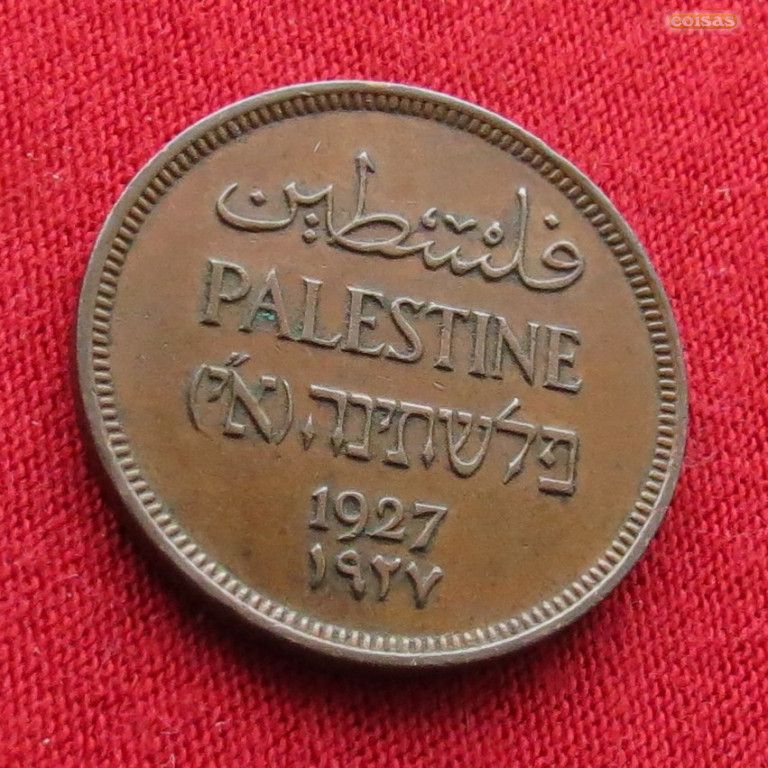 فلسطين
PALESTINE
פלשתינה (א״י)
1927
١٩٢٧
coisas